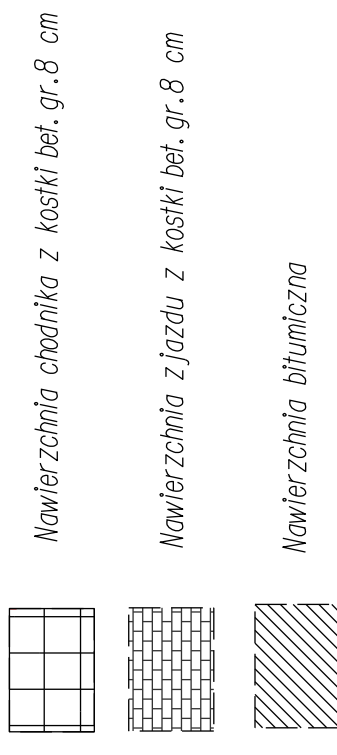 Nawierzchnia chodnika z kostki bet. gr.8 cm
Nawierzchnia zjazdu z kostki bet. gr.8 cm
Nawierzchnia bitumiczna